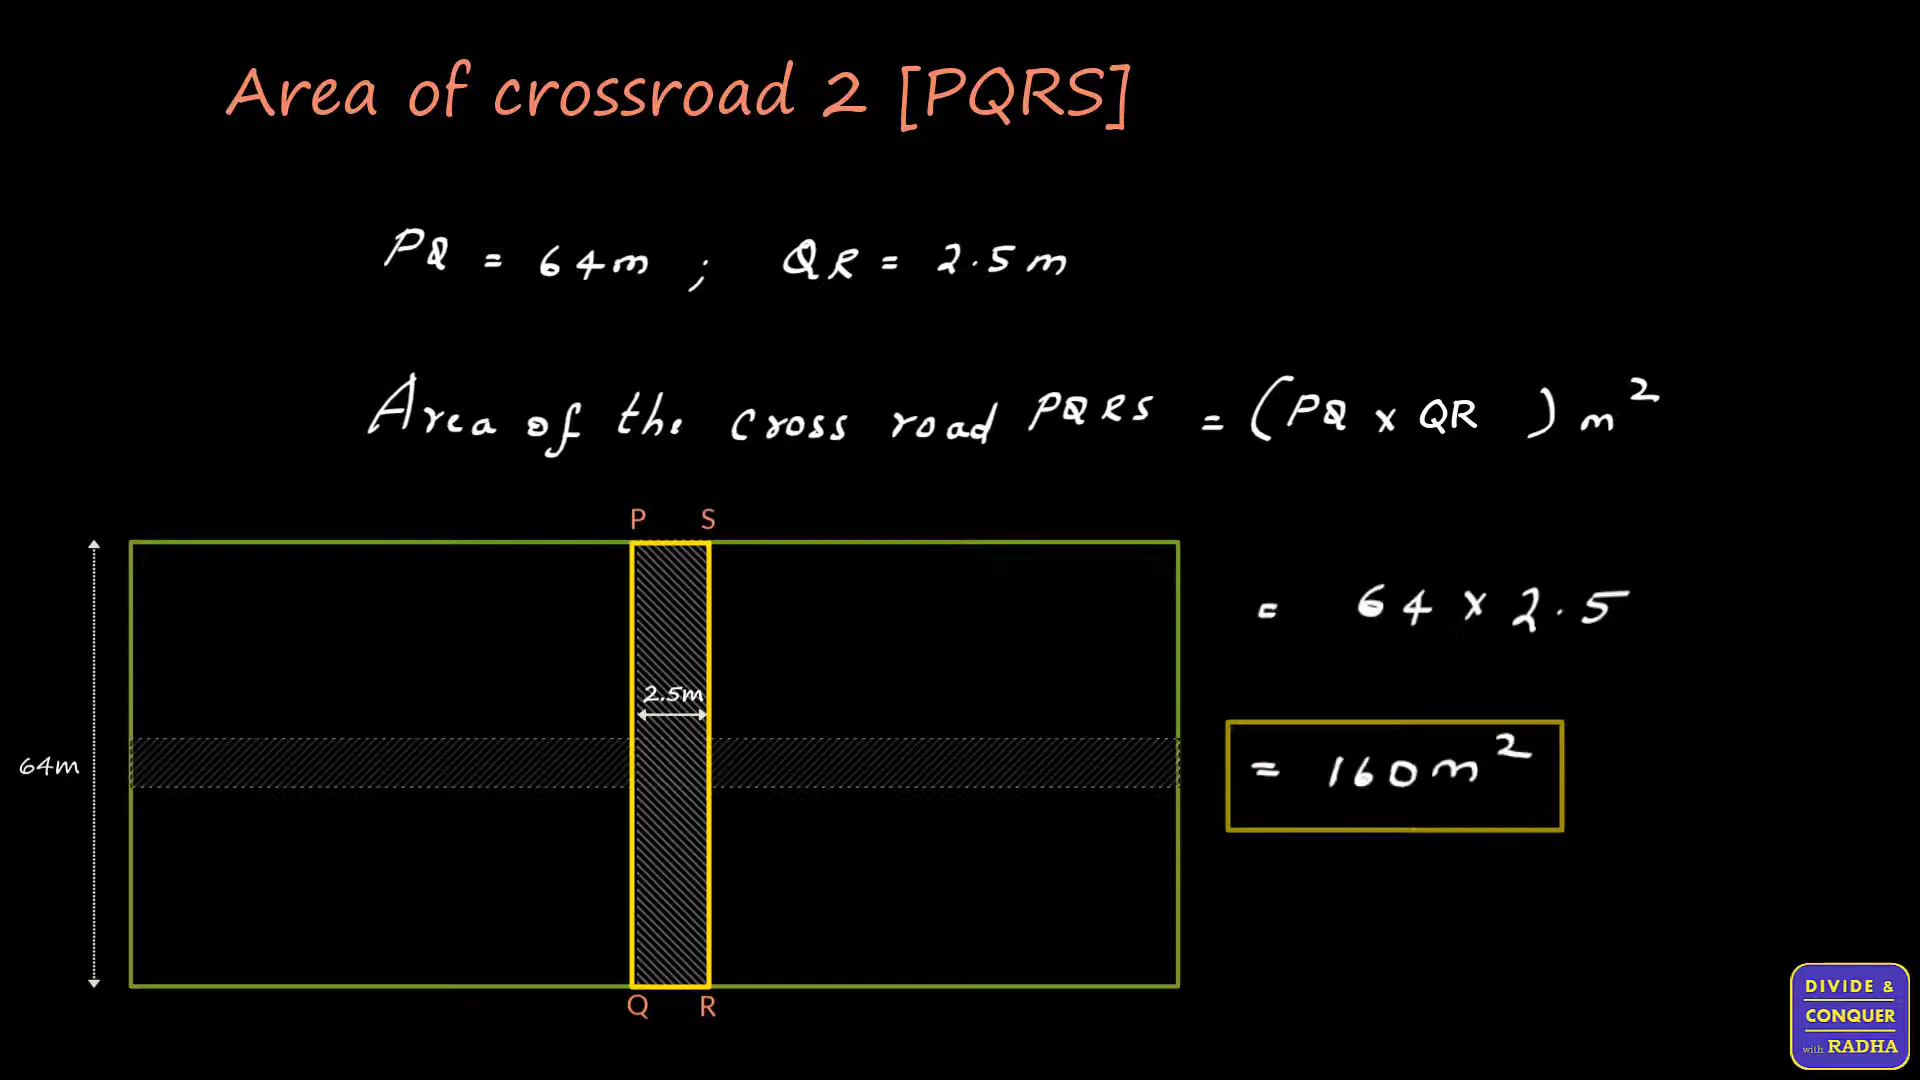 Area of crossroad 2 [PQRS]
PQ = 64m ; QR = 2.5m
Area of the cross road PQRS = (PQ x QR ) m²
P S
= 64 x 2.5
2.5m
64m
= 160m²
Q R
DIVIDE &
CONQUER
with RADHA